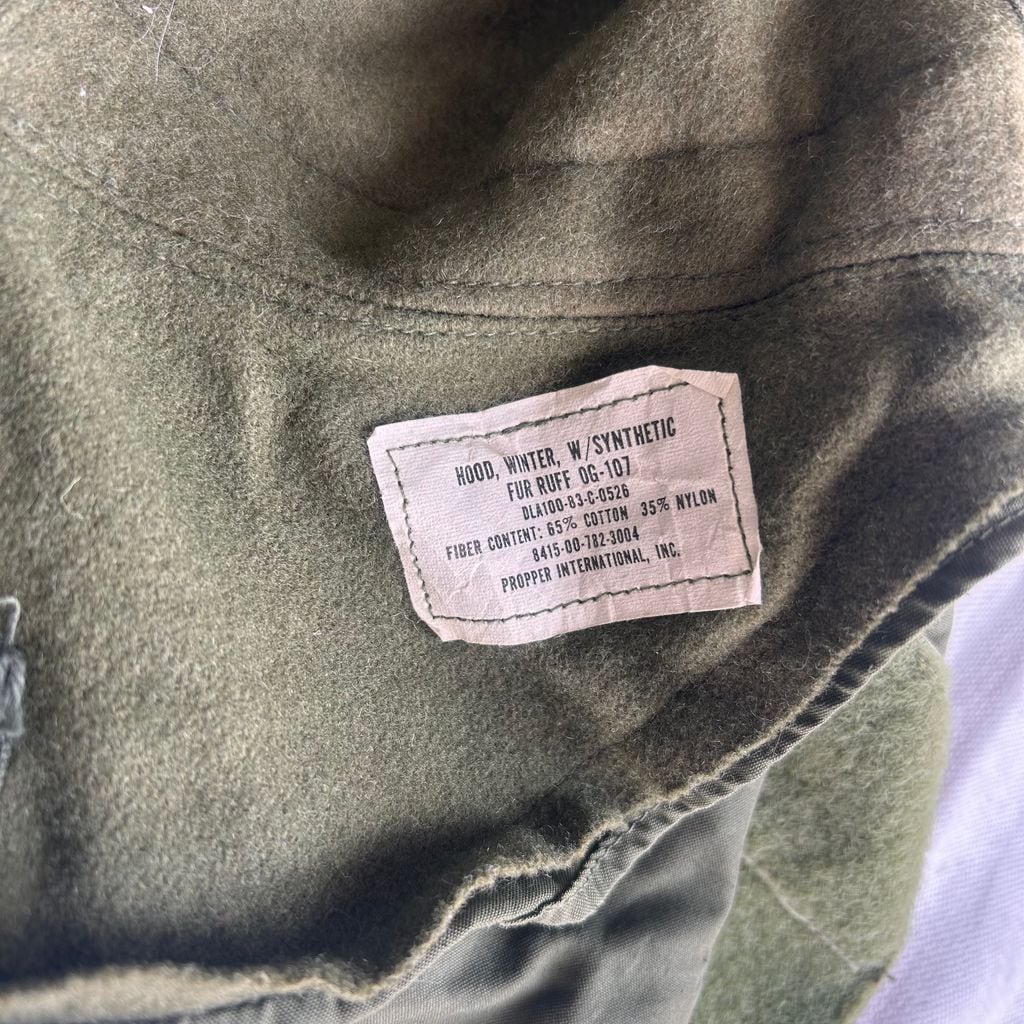 HOOD, WINTER, W/SYNTHETIC
FUR RUFF OG-107
DLA100-83-C-0526
FIBER CONTENT: 65% COTTON 35% NYLON
8415-00-782-3004
PROPPER INTERNATIONAL, INC.